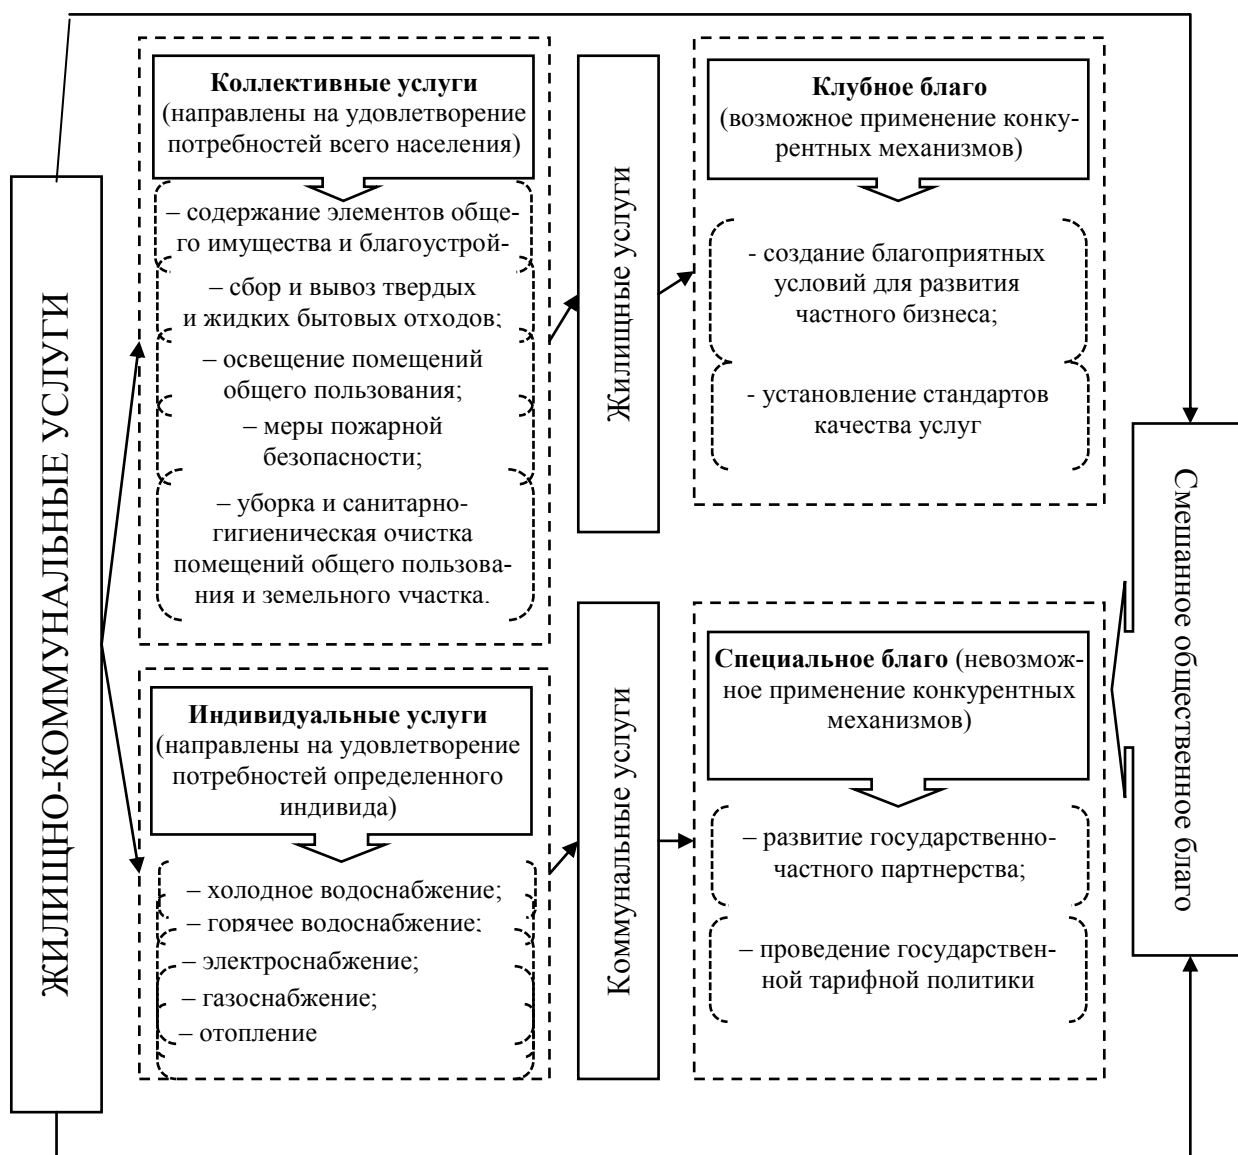 ЖИЛИЩНО-КОММУНАЛЬНЫЕ УСЛУГИ
Коллективные услуги
(направлены на удовлетворение
потребностей всего населения)
– содержание элементов обще-
го имущества и благоустрой-
– сбор и вывоз твердых
и жидких бытовых отходов;
– освещение помещений
общего пользования;
– меры пожарной
безопасности;
– уборка и санитарно-
гигиеническая очистка
помещений общего пользова-
ния и земельного участка.
Индивидуальные услуги
(направлены на удовлетворение
потребностей определенного
индивида)
– холодное водоснабжение;
– горячее водоснабжение;
– электроснабжение;
– газоснабжение;
– отопление
Жилищные услуги
Коммунальные услуги
Клубное благо
(возможное применение конку-
рентных механизмов)
- создание благоприятных
условий для развития
частного бизнеса;
- установление стандартов
качества услуг
Специальное благо (невозмож-
ное применение конкурентных
механизмов)
– развитие государственно-
частного партнерства;
– проведение государствен-
ной тарифной политики
Смешанное общественное благо